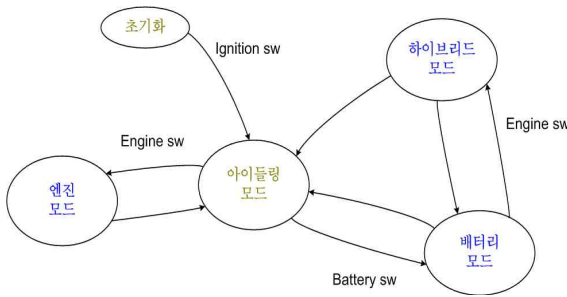 초기화
Ignition sw
하이브리드
모드
Engine sw
Engine sw
아이들링
모드
엔진
모드
배터리
모드
Battery sw